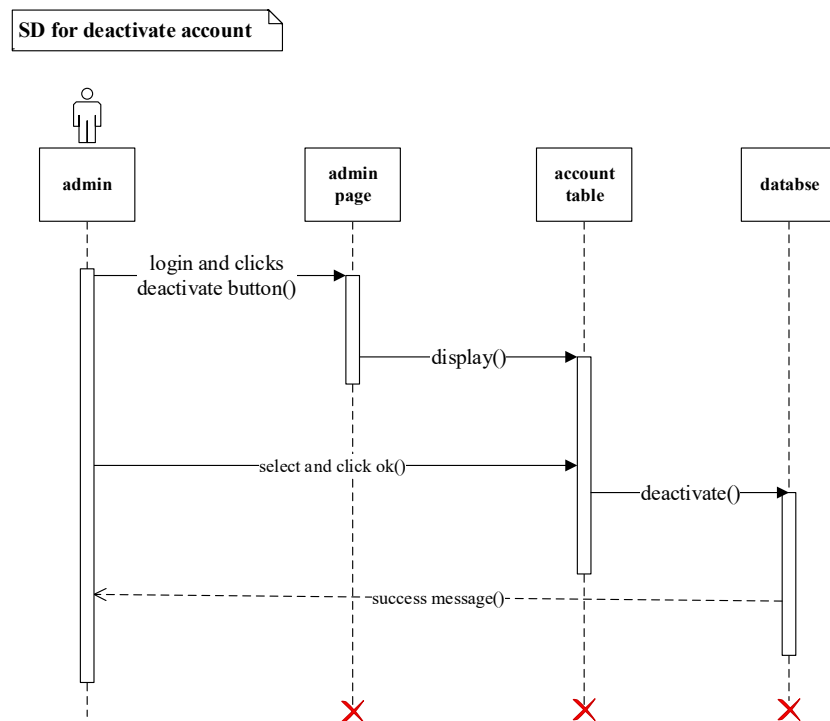 SD for deactivate account
admin
admin
page
account
table
databse
login and clicks
deactivate button()
display()
select and click ok()
deactivate()
success message()